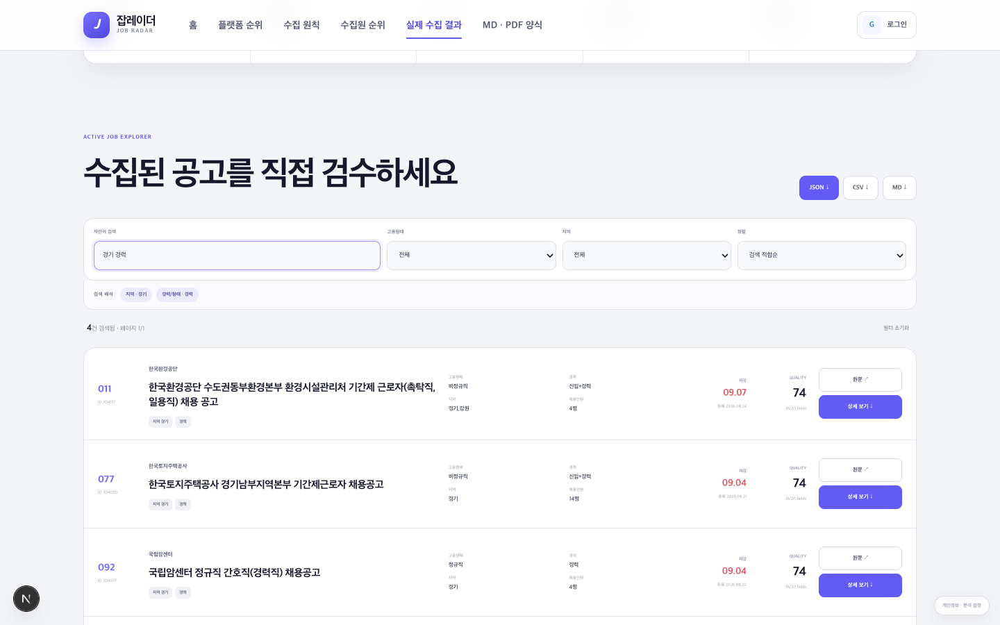 J
잡레이더
JOB RADAR
홈
플랫폼 순위
수집 원칙
수집원 순위
실제 수집 결과
MD · PDF 양식
G
로그인
ACTIVE JOB EXPLORER
수집된 공고를 직접 검수하세요
JSON ↓
CSV ↓
MD ↓
자연어 검색
고용형태
지역
정렬
경기 경력
전체
전체
검색 적합순
검색 해석
지역 · 경기
경력/형태 · 경력
4건 검색됨 · 페이지 1/1
필터 초기화
011
ID 304157
한국환경공단
한국환경공단 수도권동부환경본부 환경시설관리처 기간제 근로자(촉탁직,
일용직) 채용 공고
지역 경기
경력
고용형태
비정규직
지역
경기,강원
경력
신입+경력
채용인원
4명
마감
09.07
등록 2026.08.24
QUALITY
74
16/20 fields
원문 ↗
상세 보기 ↓
077
ID 304030
한국토지주택공사
한국토지주택공사 경기남부지역본부 기간제근로자 채용공고
지역 경기
경력
고용형태
비정규직
지역
경기
경력
신입+경력
채용인원
14명
마감
09.04
등록 2026.08.21
QUALITY
74
16/20 fields
원문 ↗
상세 보기 ↓
092
ID 304077
국립암센터
국립암센터 정규직 간호직(경력직) 채용공고
지역 경기
경력
고용형태
정규직
지역
경기
경력
경력
채용인원
4명
마감
09.04
등록 2026.08.20
QUALITY
74
16/20 fields
원문 ↗
상세 보기 ↓
N
개인정보 · 분석 설정